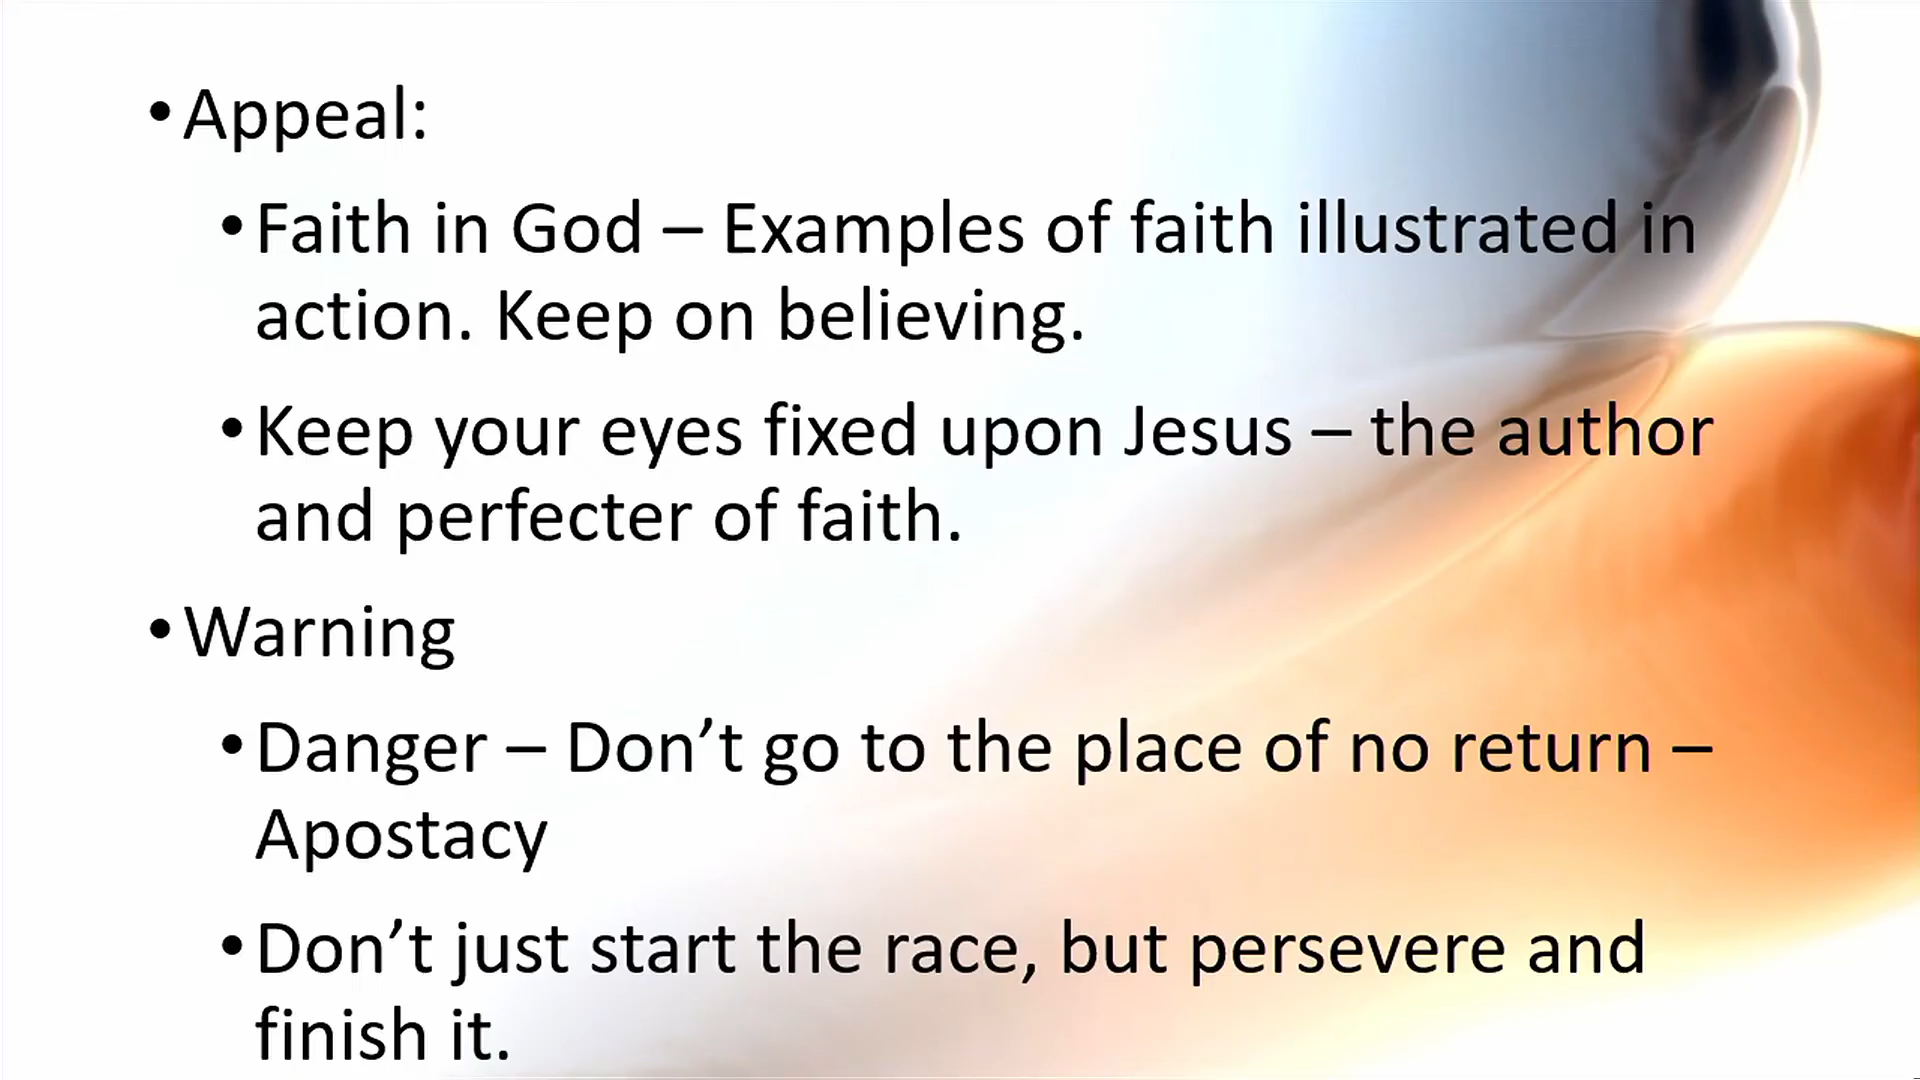 • Appeal:
• Faith in God – Examples of faith illustrated in
action. Keep on believing.
• Keep your eyes fixed upon Jesus – the author
and perfecter of faith.
• Warning
• Danger – Don’t go to the place of no return –
Apostacy
• Don’t just start the race, but persevere and
finish it.